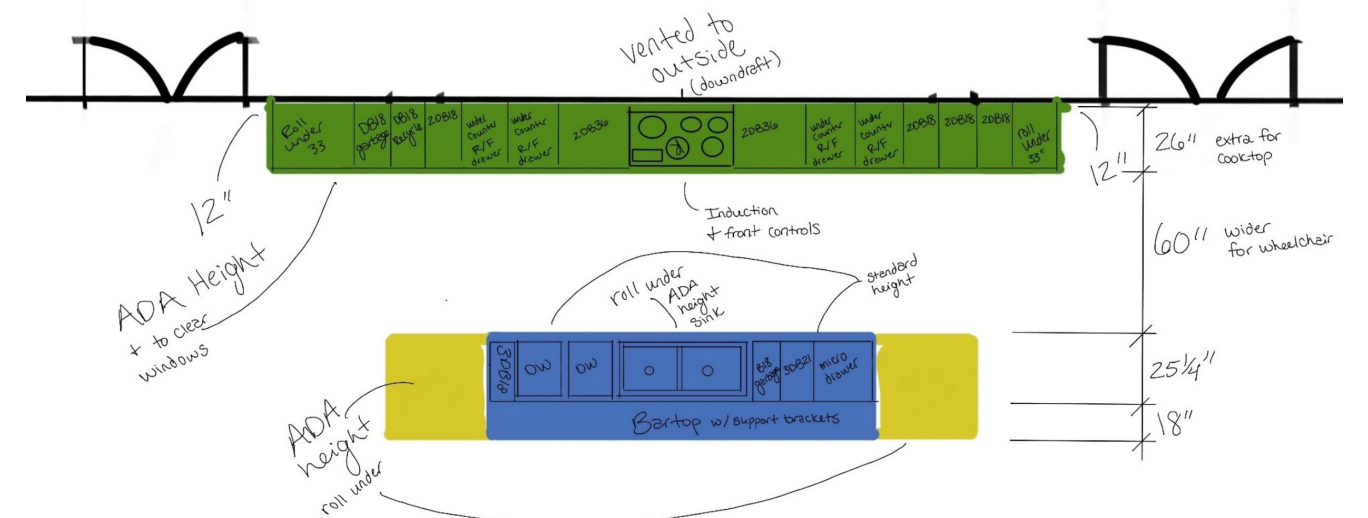 vented to
outside
(downdraft)
Roll
under
33
DB18
garbage
DB18
Recycle
2DB18
under
counter
R/F
drawer
under
counter
R/F
drawer
2DB36
2DB36
under
counter
R/F
drawer
under
counter
R/F
drawer
2DB18
2DB18
2DB18
roll
under
33"
12"
12"
26" extra for
cooktop
Induction
+ front controls
60" wider
for wheelchair
ADA Height
+ to clear
windows
roll under
ADA
height
sink
standard
height
3DB18
DW
DW
B18
garbage
3DB21
micro
drawer
Bartop w/ support brackets
25 1/4"
18"
ADA
height
roll under